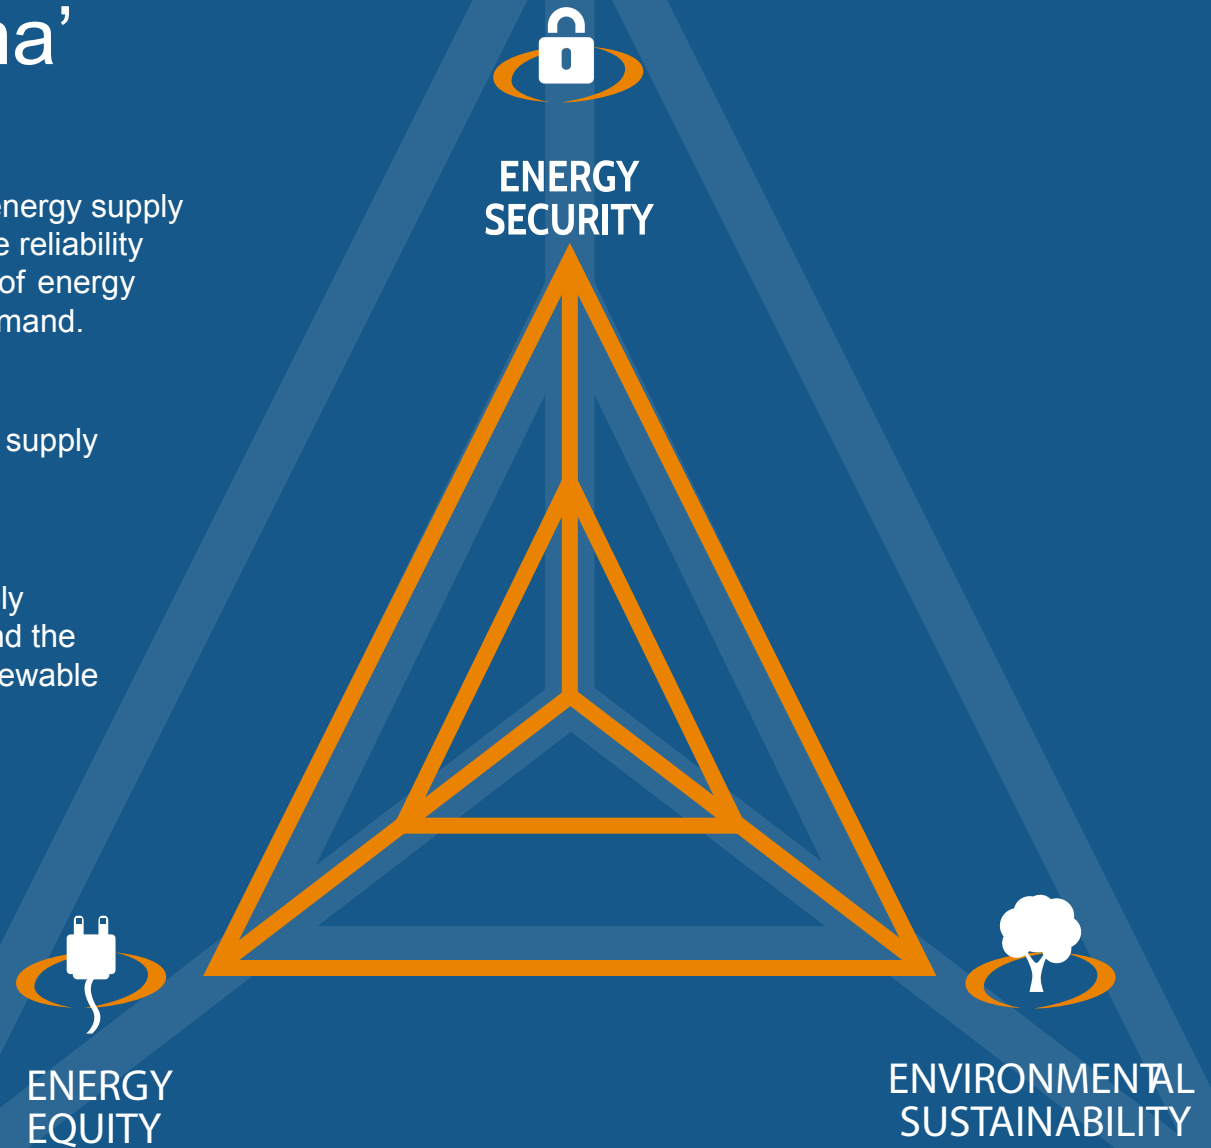 na’
energy supply
e reliability
of energy
mand.
supply
ly
nd the
ewable
ENERGY
SECURITY
ENERGY
EQUITY
ENVIRONMENTAL
SUSTAINABILITY